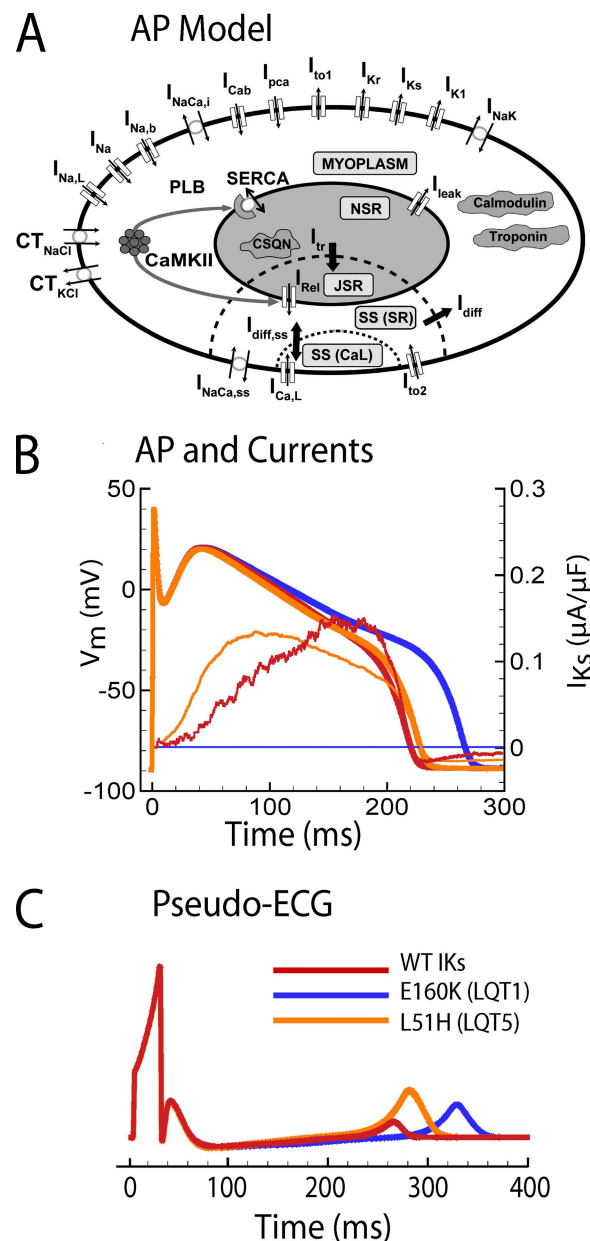 A AP Model
I_Na,L
I_Na
I_Na,b
I_NaCa,i
I_Cab
I_pca
I_to1
I_Kr
I_Ks
I_K1
I_NaK
MYOPLASM
PLB
SERCA
NSR
I_leak
Calmodulin
Troponin
CT_NaCl
CaMKII
CSQN
I_tr
CT_KCl
I_Rel
JSR
SS (SR)
I_diff
I_diff,ss
SS (CaL)
I_NaCa,ss
I_Ca,L
I_to2
B AP and Currents
50
0
-50
-100
V_m (mV)
0.3
0.2
0.1
0
I_Ks (µA/µF)
0 100 200 300
Time (ms)
C Pseudo-ECG
WT IKs
E160K (LQT1)
L51H (LQT5)
0 100 200 300 400
Time (ms)